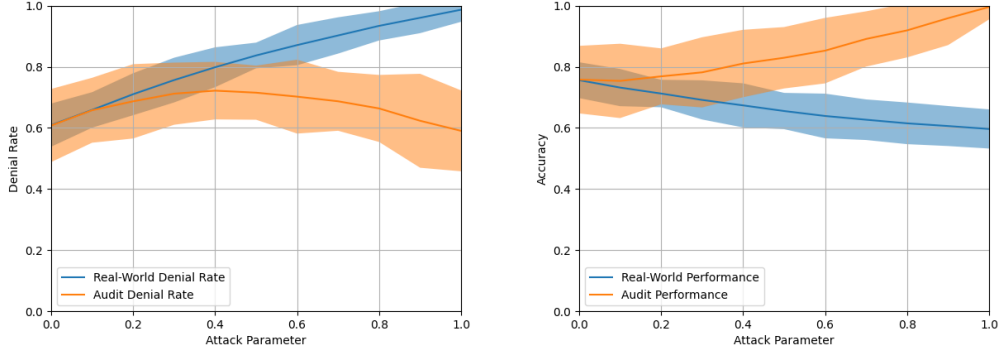 1.0
0.8
0.6
0.4
0.2
0.0
Denial Rate
Real-World Denial Rate
Audit Denial Rate
0.0 0.2 0.4 0.6 0.8 1.0
Attack Parameter
1.0
0.8
0.6
0.4
0.2
0.0
Accuracy
Real-World Performance
Audit Performance
0.0 0.2 0.4 0.6 0.8 1.0
Attack Parameter